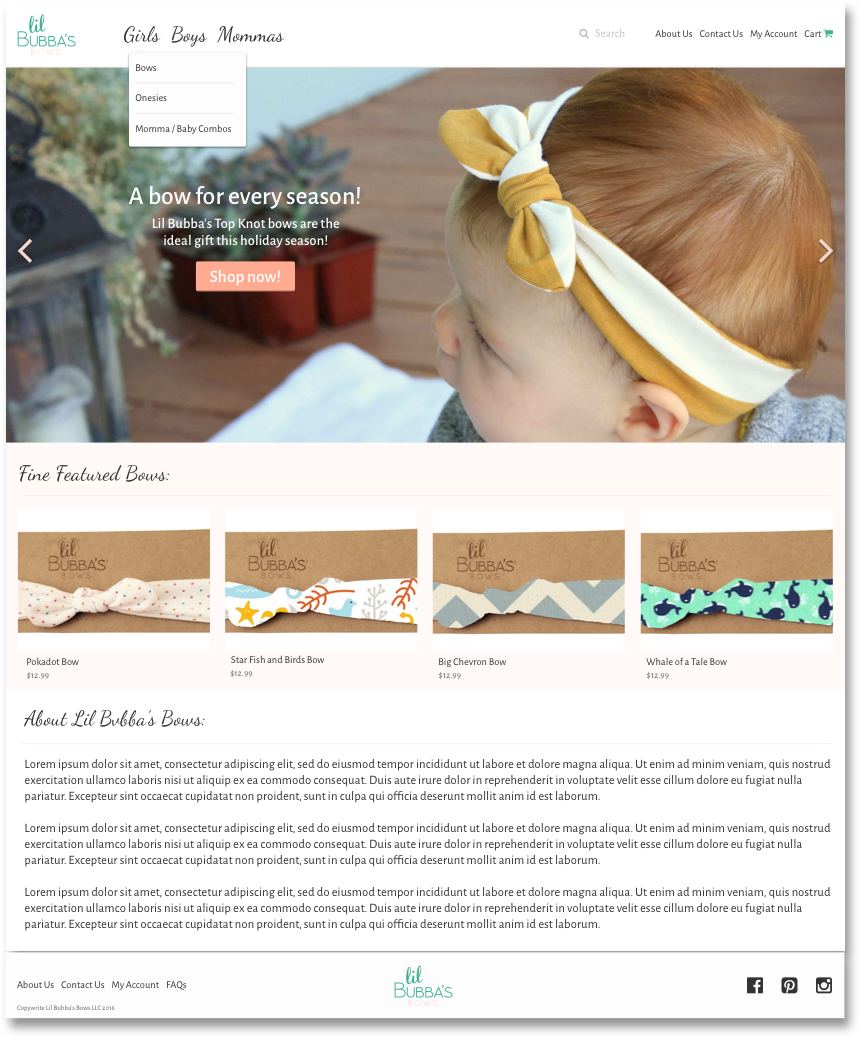 lil
BUBBA'S
BOWS
Girls Boys Mommas
Search
About Us Contact Us My Account Cart
Bows
Onesies
Momma / Baby Combos
A bow for every season!
Lil Bubba's Top Knot bows are the
ideal gift this holiday season!
Shop now!
Fine Featured Bows:
lil
BUBBA'S
BOWS
lil
BUBBA'S
BOWS
lil
BUBBA'S
BOWS
lil
BUBBA'S
BOWS
Pokadot Bow
$12.99
Star Fish and Birds Bow
$12.99
Big Chevron Bow
$12.99
Whale of a Tale Bow
$12.99
About Lil Bvbba's Bows:
Lorem ipsum dolor sit amet, consectetur adipiscing elit, sed do eiusmod tempor incididunt ut labore et dolore magna aliqua. Ut enim ad minim veniam, quis nostrud
exercitation ullamco laboris nisi ut aliquip ex ea commodo consequat. Duis aute irure dolor in reprehenderit in voluptate velit esse cillum dolore eu fugiat nulla
pariatur. Excepteur sint occaecat cupidatat non proident, sunt in culpa qui officia deserunt mollit anim id est laborum.
Lorem ipsum dolor sit amet, consectetur adipiscing elit, sed do eiusmod tempor incididunt ut labore et dolore magna aliqua. Ut enim ad minim veniam, quis nostrud
exercitation ullamco laboris nisi ut aliquip ex ea commodo consequat. Duis aute irure dolor in reprehenderit in voluptate velit esse cillum dolore eu fugiat nulla
pariatur. Excepteur sint occaecat cupidatat non proident, sunt in culpa qui officia deserunt mollit anim id est laborum.
Lorem ipsum dolor sit amet, consectetur adipiscing elit, sed do eiusmod tempor incididunt ut labore et dolore magna aliqua. Ut enim ad minim veniam, quis nostrud
exercitation ullamco laboris nisi ut aliquip ex ea commodo consequat. Duis aute irure dolor in reprehenderit in voluptate velit esse cillum dolore eu fugiat nulla
pariatur. Excepteur sint occaecat cupidatat non proident, sunt in culpa qui officia deserunt mollit anim id est laborum.
About Us Contact Us My Account FAQs
lil
BUBBA'S
BOWS
Copywrite Lil Bubba's Bows LLC 2016